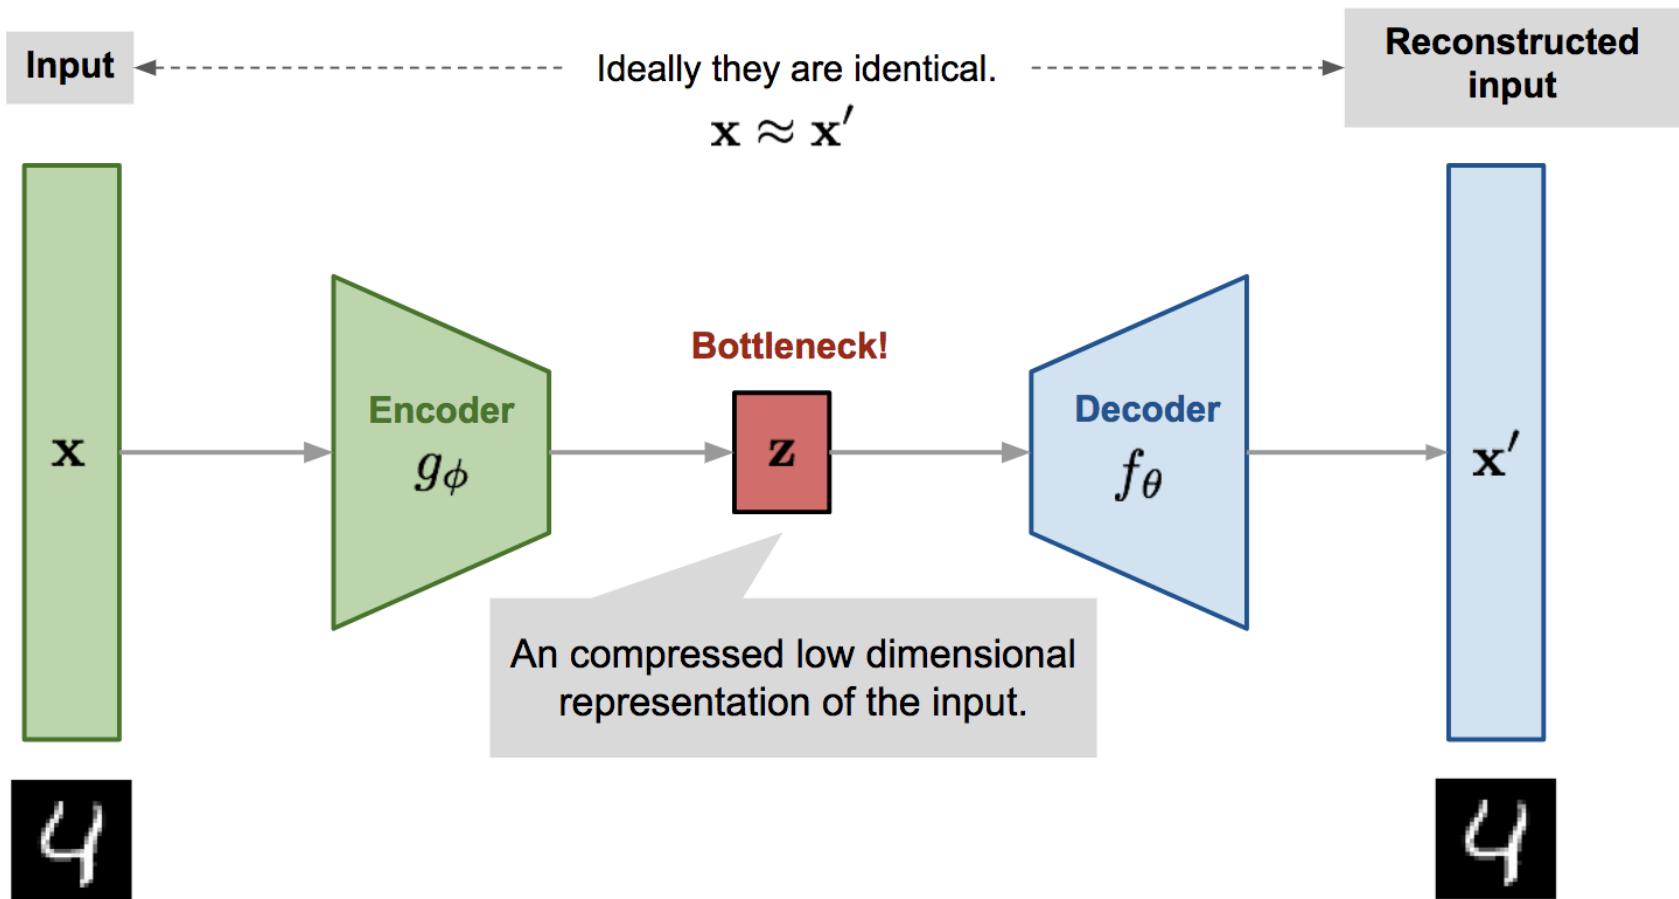 Input
Ideally they are identical.
x ≈ x′
Reconstructed
input
Bottleneck!
Encoder
gϕ
x
z
Decoder
fθ
x′
An compressed low dimensional
representation of the input.
4
4